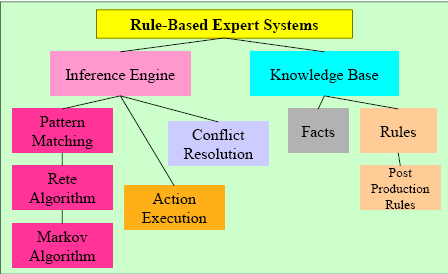 Rule-Based Expert Systems
Inference Engine
Knowledge Base
Pattern
Matching
Conflict
Resolution
Facts
Rules
Rete
Algorithm
Action
Execution
Post
Production
Rules
Markov
Algorithm